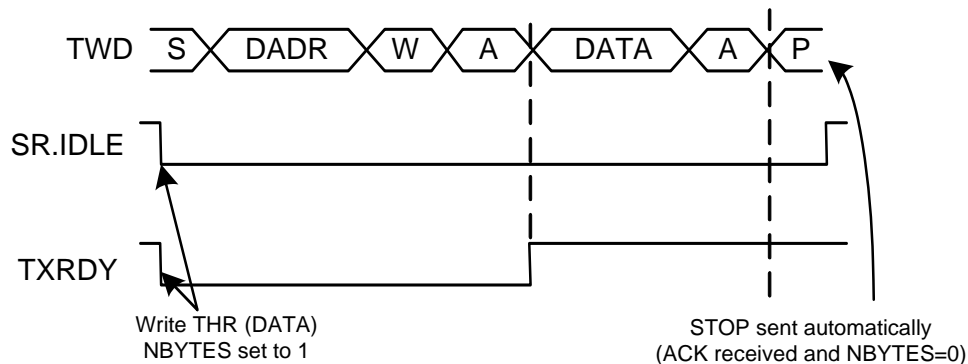 TWD S DADR W A DATA A P
SR.IDLE
TXRDY
Write THR (DATA)
NBYTES set to 1
STOP sent automatically
(ACK received and NBYTES=0)